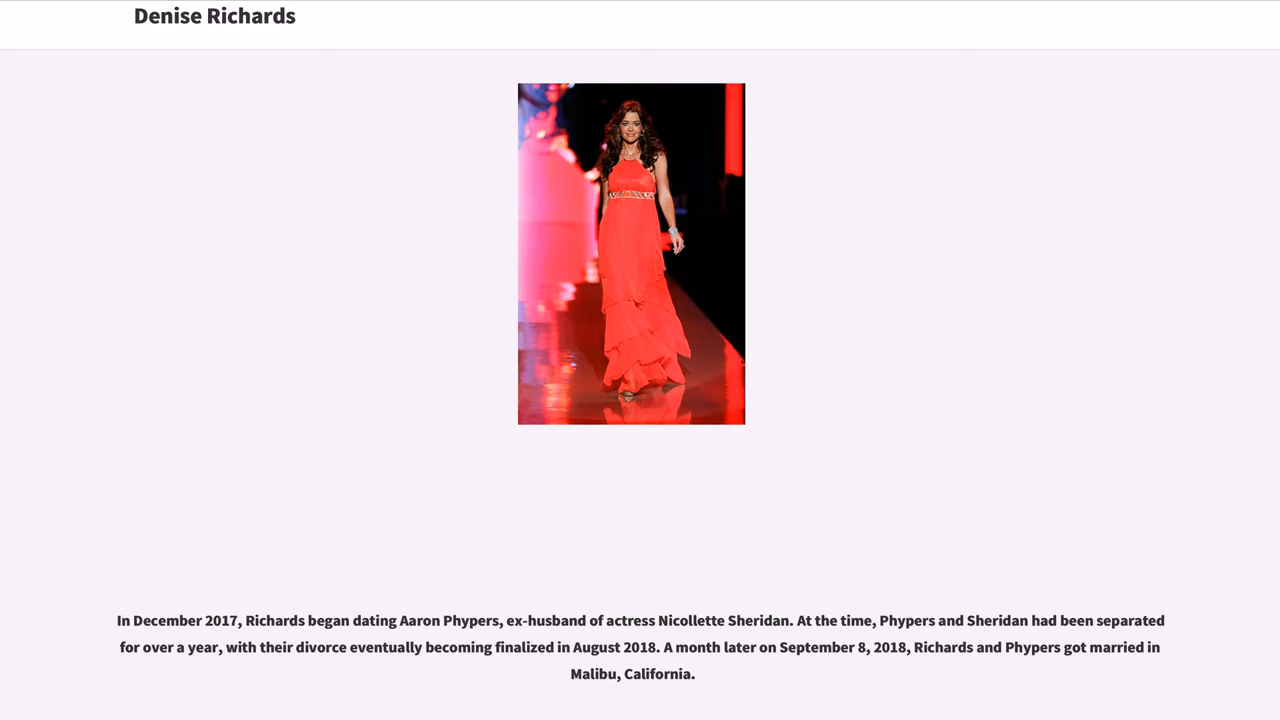 Denise Richards
In December 2017, Richards began dating Aaron Phypers, ex-husband of actress Nicollette Sheridan. At the time, Phypers and Sheridan had been separated
for over a year, with their divorce eventually becoming finalized in August 2018. A month later on September 8, 2018, Richards and Phypers got married in
Malibu, California.